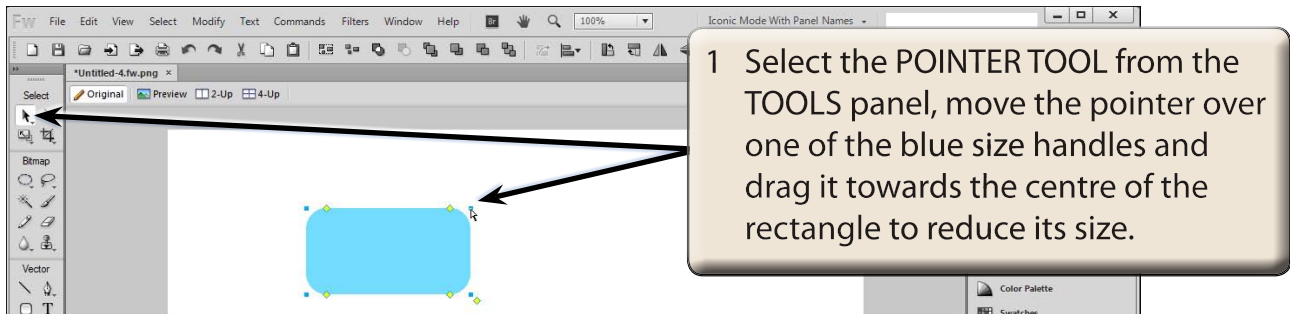 Fw File Edit View Select Modify Text Commands Filters Window Help Br 100% Iconic Mode With Panel Names
*Untitled-4.fw.png ×
Select
Original Preview 2-Up 4-Up
Bitmap
Vector
T
1 Select the POINTER TOOL from the
TOOLS panel, move the pointer over
one of the blue size handles and
drag it towards the centre of the
rectangle to reduce its size.
Color Palette
Swatches